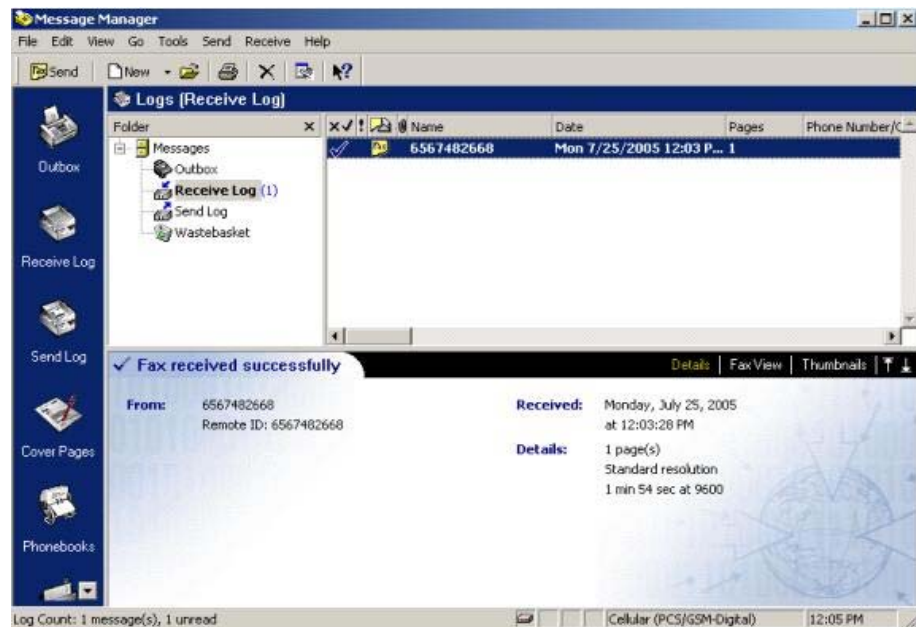 Message Manager
File Edit View Go Tools Send Receive Help
Send New
Logs (Receive Log)
Folder
Name Date Pages Phone Number/C
Messages
6567482668 Mon 7/25/2005 12:03 P... 1
Outbox
Receive Log (1)
Send Log
Wastebasket
Outbox
Receive Log
Send Log
Cover Pages
Phonebooks
Fax received successfully
Details Fax View Thumbnails
From: 6567482668
Remote ID: 6567482668
Received: Monday, July 25, 2005
at 12:03:28 PM
Details: 1 page(s)
Standard resolution
1 min 54 sec at 9600
Log Count: 1 message(s), 1 unread
Cellular (PCS/GSM-Digital) 12:05 PM